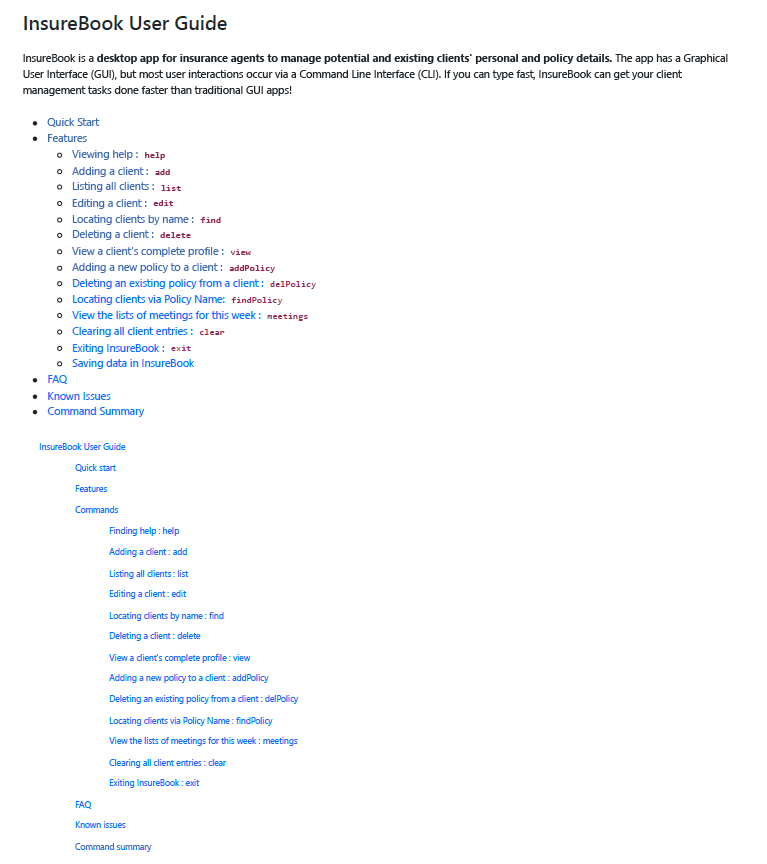 InsureBook User Guide
InsureBook is a desktop app for insurance agents to manage potential and existing clients' personal and policy details. The app has a Graphical
User Interface (GUI), but most user interactions occur via a Command Line Interface (CLI). If you can type fast, InsureBook can get your client
management tasks done faster than traditional GUI apps!
Quick Start
Features
Viewing help : help
Adding a client : add
Listing all clients : list
Editing a client : edit
Locating clients by name : find
Deleting a client : delete
View a client's complete profile : view
Adding a new policy to a client : addPolicy
Deleting an existing policy from a client : delPolicy
Locating clients via Policy Name: findPolicy
View the lists of meetings for this week : meetings
Clearing all client entries : clear
Exiting InsureBook : exit
Saving data in InsureBook
FAQ
Known Issues
Command Summary
InsureBook User Guide
Quick start
Features
Commands
Finding help : help
Adding a client : add
Listing all clients : list
Editing a client : edit
Locating clients by name : find
Deleting a client : delete
View a client's complete profile : view
Adding a new policy to a client : addPolicy
Deleting an existing policy from a client : delPolicy
Locating clients via Policy Name : findPolicy
View the lists of meetings for this week : meetings
Clearing all client entries : clear
Exiting InsureBook : exit
FAQ
Known issues
Command summary